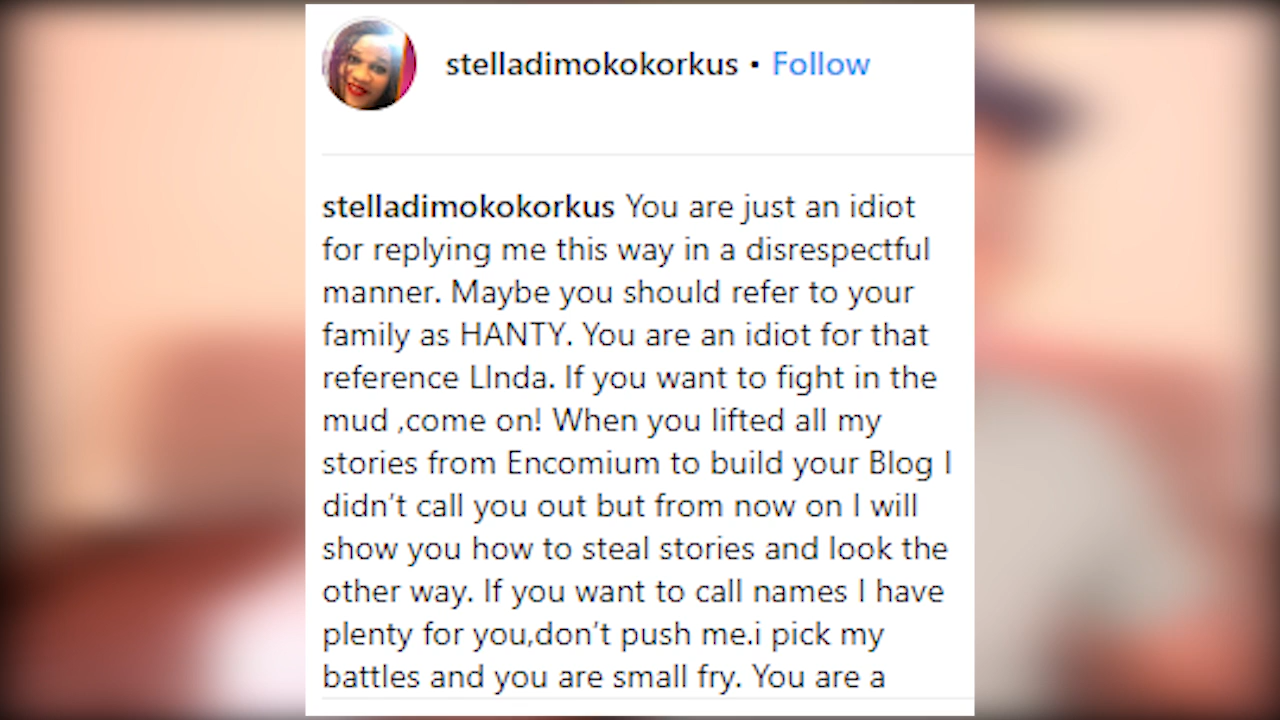 stelladimokokorkus • Follow
stelladimokokorkus You are just an idiot
for replying me this way in a disrespectful
manner. Maybe you should refer to your
family as HANTY. You are an idiot for that
reference LInda. If you want to fight in the
mud ,come on! When you lifted all my
stories from Encomium to build your Blog I
didn't call you out but from now on I will
show you how to steal stories and look the
other way. If you want to call names I have
plenty for you,don't push me.i pick my
battles and you are small fry. You are a